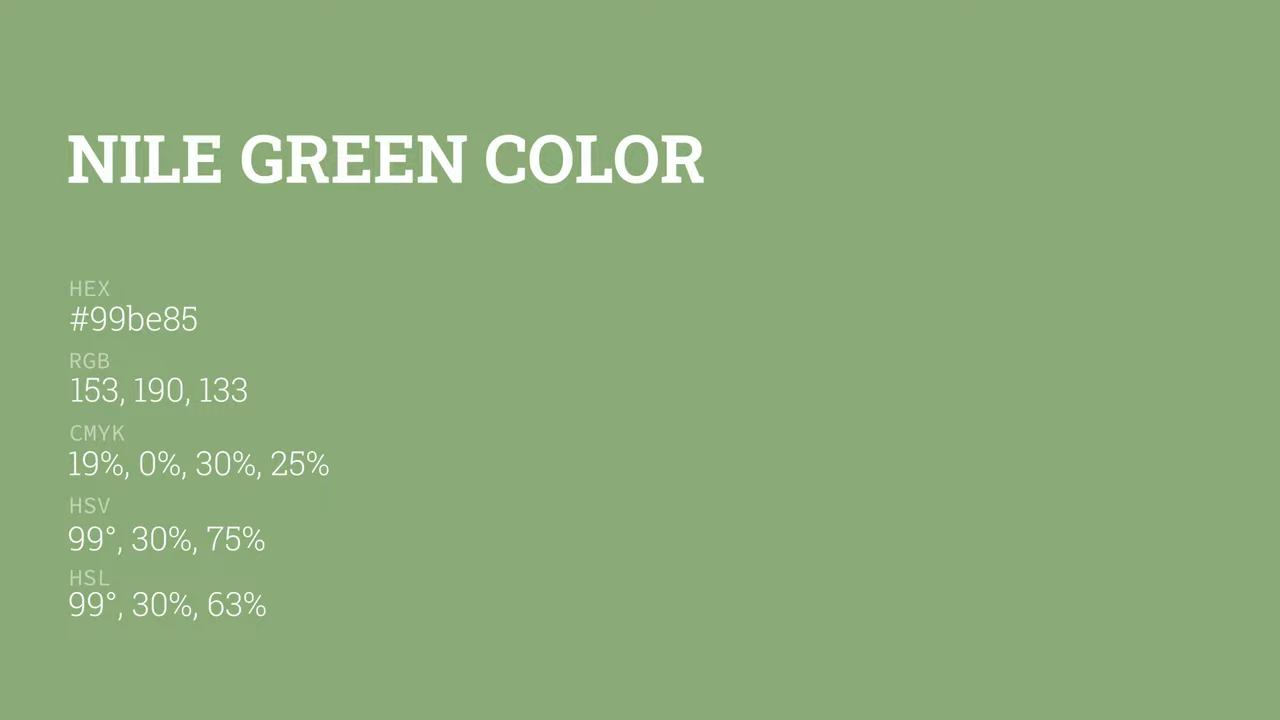 NILE GREEN COLOR
HEX
#99be85
RGB
153, 190, 133
CMYK
19%, 0%, 30%, 25%
HSV
99°, 30%, 75%
HSL
99°, 30%, 63%